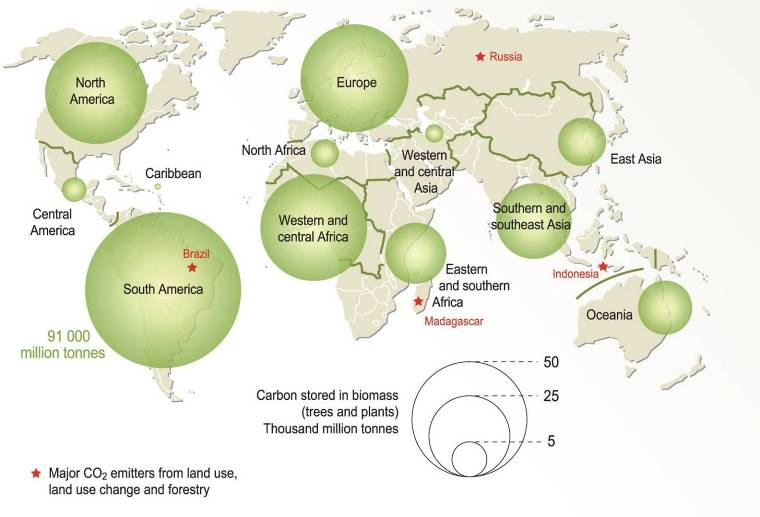 North
America
Europe
Russia
North Africa
Western
and central
Asia
East Asia
Caribbean
Central
America
Western and
central Africa
Southern and
southeast Asia
Brazil
South America
Eastern
and southern
Africa
Indonesia
Madagascar
Oceania
91 000
million tonnes
Carbon stored in biomass
(trees and plants)
Thousand million tonnes
50
25
5
Major CO₂ emitters from land use,
land use change and forestry